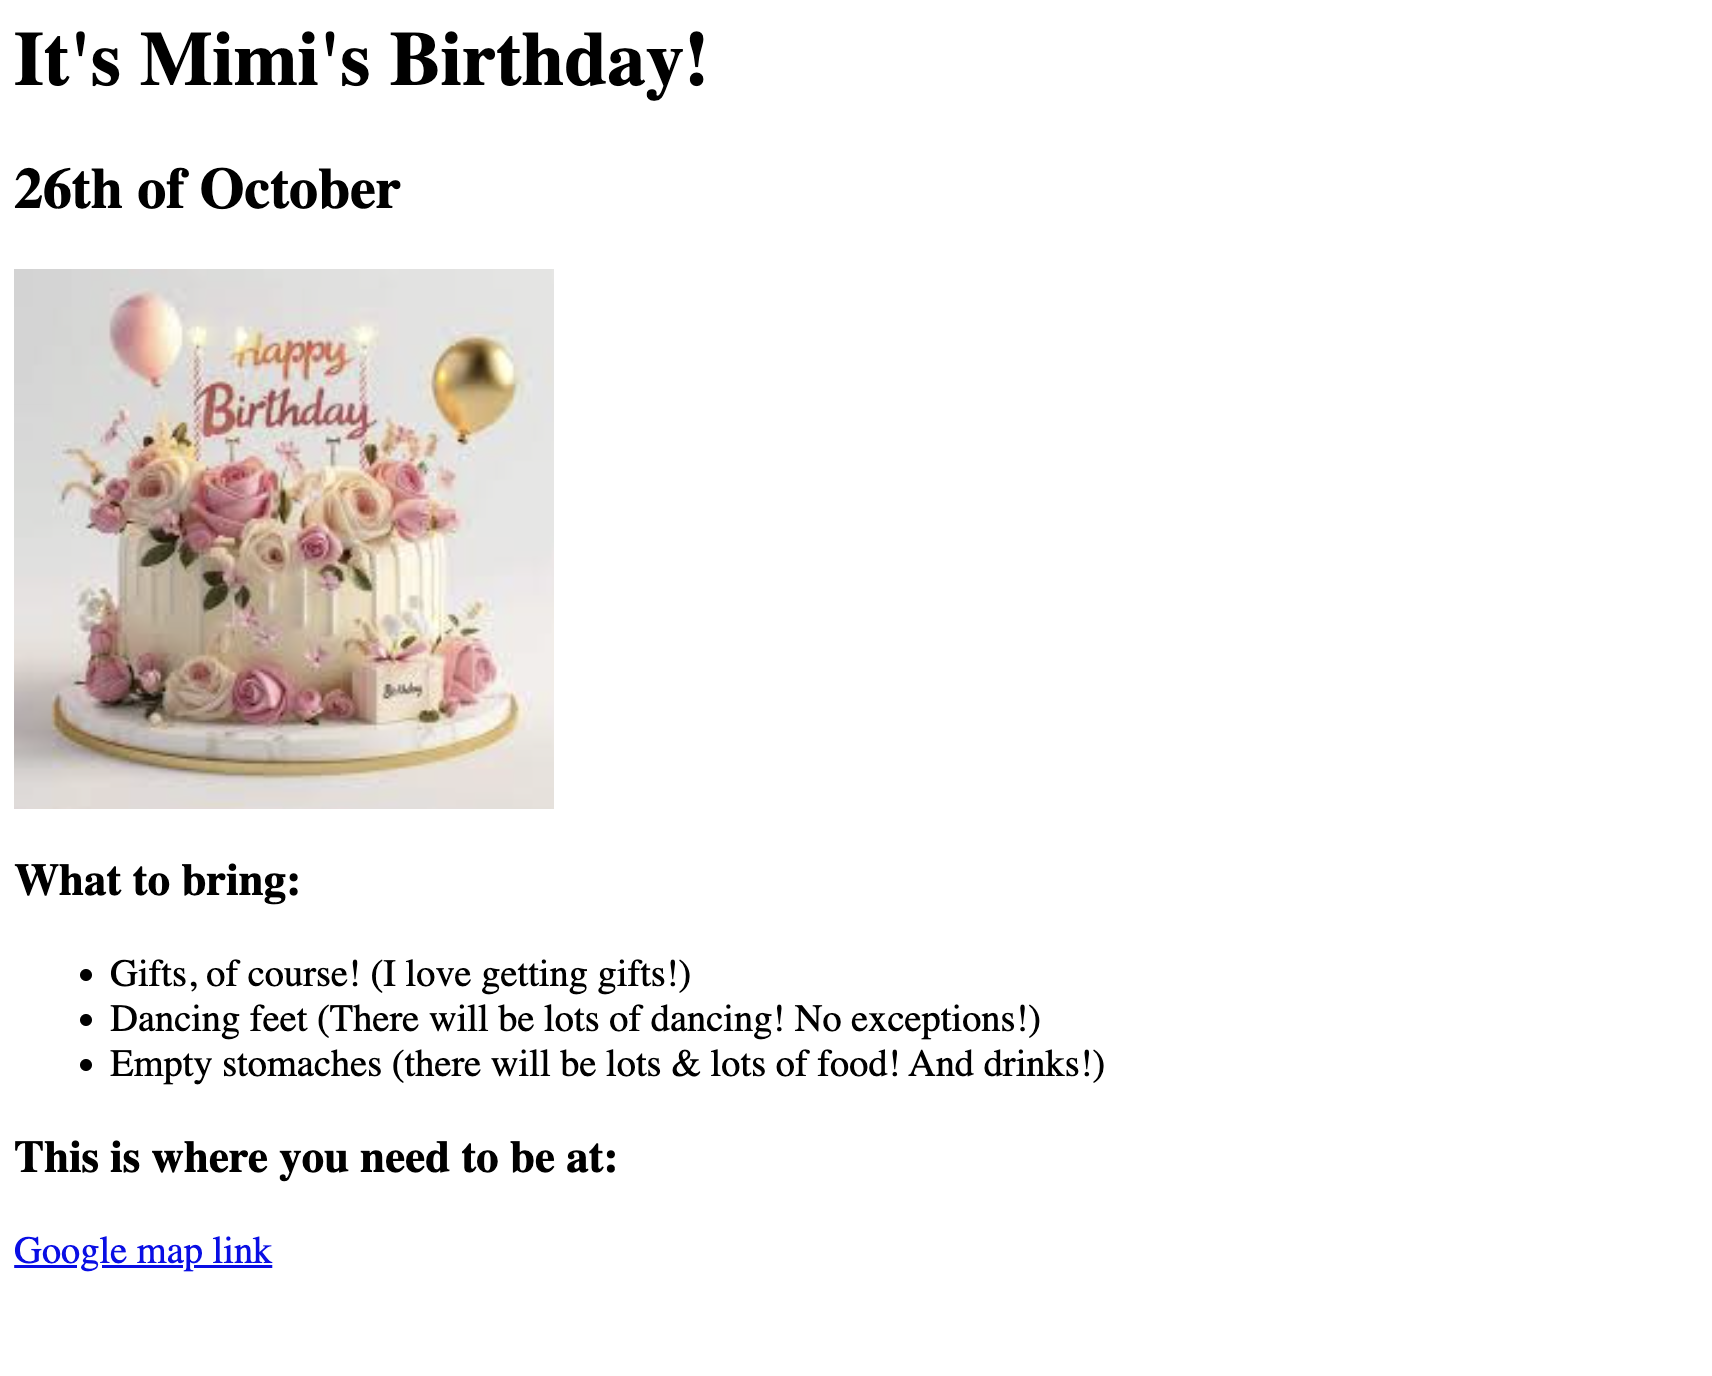 It's Mimi's Birthday!
26th of October
Happy
Birthday
Birthday
What to bring:
Gifts, of course! (I love getting gifts!)
Dancing feet (There will be lots of dancing! No exceptions!)
Empty stomaches (there will be lots & lots of food! And drinks!)
This is where you need to be at:
Google map link